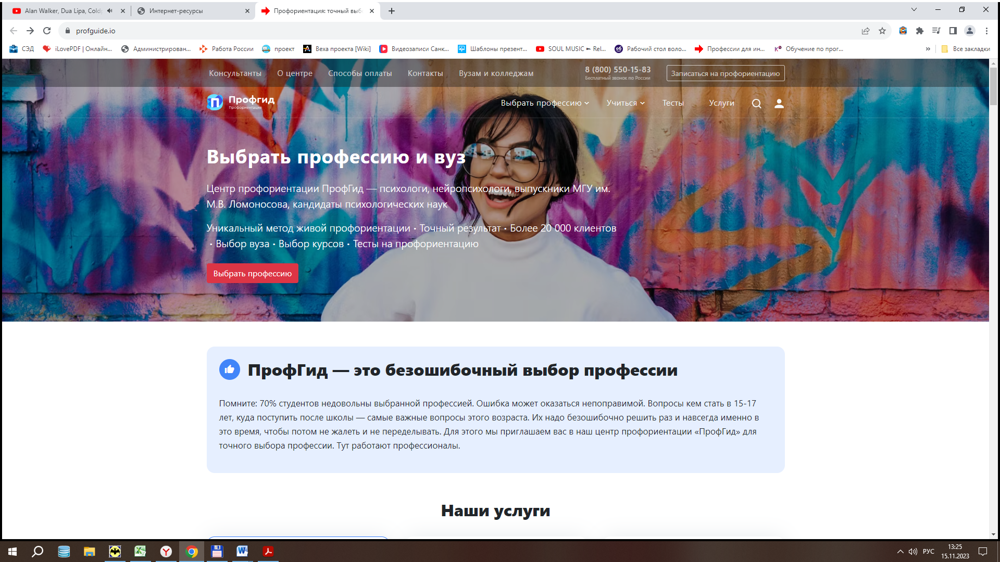 Alan Walker, Dua Lipa, Cold
Интернет-ресурсы
Профориентация: точный выб
profguide.io
СЭД
iLovePDF | Онлайн...
Администрирован...
Работа России
проект
Веха проекта [Wiki]
Видеозаписи Санк...
Шаблоны презент...
SOUL MUSIC ► Rel...
Рабочий стол воло...
Профессии для ин...
Обучение по прог...
»
Все закладки
Консультанты
О центре
Способы оплаты
Контакты
Вузам и колледжам
8 (800) 550-15-83
Бесплатный звонок по России
Записаться на профориентацию
Профгид
Профориентация
Выбрать профессию
Учиться
Тесты
Услуги
Выбрать профессию и вуз
Центр профориентации ПрофГид — психологи, нейропсихологи, выпускники МГУ им.
М.В. Ломоносова, кандидаты психологических наук
Уникальный метод живой профориентации • Точный результат • Более 20 000 клиентов
• Выбор вуза • Выбор курсов • Тесты на профориентацию
Выбрать профессию
ПрофГид — это безошибочный выбор профессии
Помните: 70% студентов недовольны выбранной профессией. Ошибка может оказаться непоправимой. Вопросы кем стать в 15-17
лет, куда поступить после школы — самые важные вопросы этого возраста. Их надо безошибочно решить раз и навсегда именно в
это время, чтобы потом не жалеть и не переделывать. Для этого мы приглашаем вас в наш центр профориентации «ПрофГид» для
точного выбора профессии. Тут работают профессионалы.
Наши услуги
РУС
13:25
15.11.2023